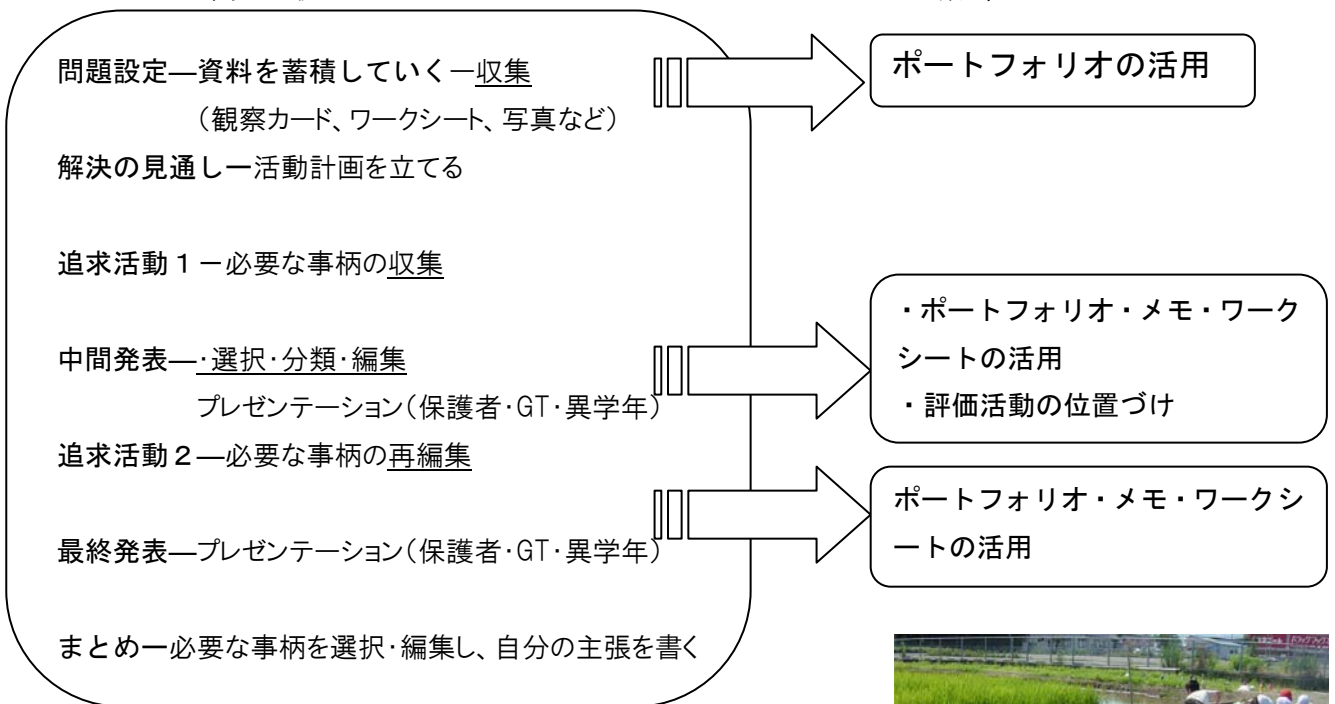 問題設定―資料を蓄積していくー収集
（観察カード、ワークシート、写真など）
解決の見通しー活動計画を立てる
追求活動１－必要な事柄の収集
中間発表―・選択・分類・編集
プレゼンテーション（保護者・GT・異学年）
追求活動２―必要な事柄の再編集
最終発表―プレゼンテーション（保護者・GT・異学年）
まとめー必要な事柄を選択・編集し、自分の主張を書く
ポートフォリオの活用
・ポートフォリオ・メモ・ワーク
シートの活用
・評価活動の位置づけ
ポートフォリオ・メモ・ワークシ
ートの活用